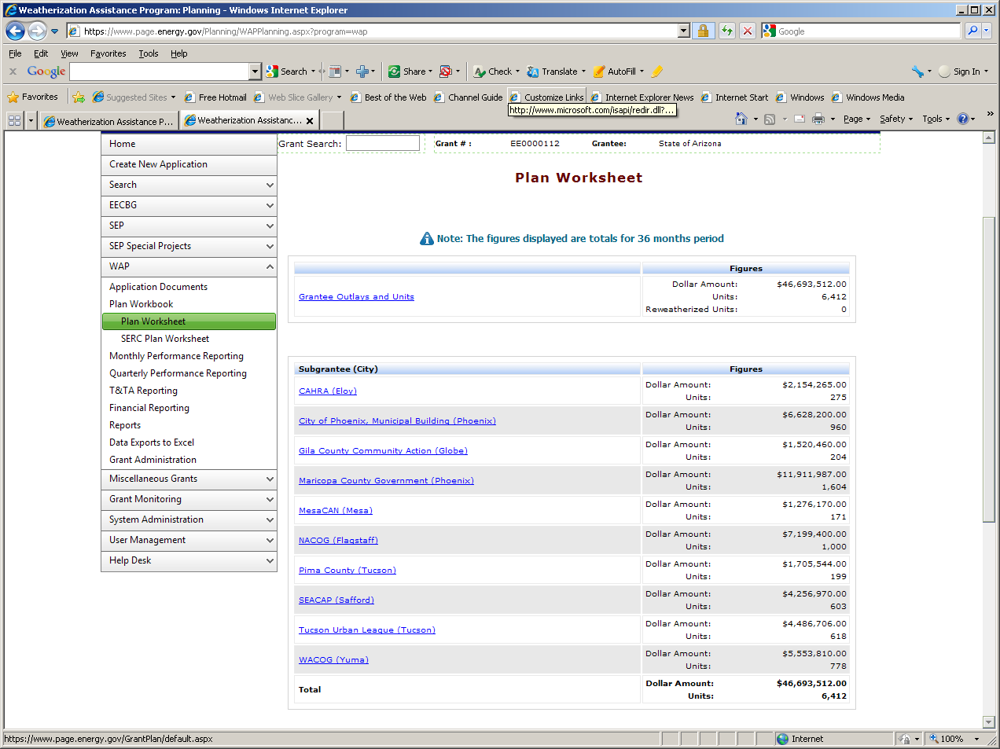 Weatherization Assistance Program: Planning - Windows Internet Explorer
https://www.page.energy.gov/Planning/WAPPlanning.aspx?program=wap
Google
File Edit View Favorites Tools Help
x Google Search Share Check Translate AutoFill Sign In
Favorites Suggested Sites Free Hotmail Web Slice Gallery Best of the Web Channel Guide Customize Links Internet Explorer News Internet Start Windows Windows Media
http://www.microsoft.com/isapi/redir.dll?...
Weatherization Assistance P... Weatherization Assistanc... Page Safety Tools
Home
Create New Application
Search
EECBG
SEP
SEP Special Projects
WAP
Application Documents
Plan Workbook
Plan Worksheet
SERC Plan Worksheet
Monthly Performance Reporting
Quarterly Performance Reporting
T&TA Reporting
Financial Reporting
Reports
Data Exports to Excel
Grant Administration
Miscellaneous Grants
Grant Monitoring
System Administration
User Management
Help Desk
Grant Search: Grant # : EE0000112 Grantee: State of Arizona
Plan Worksheet
Note: The figures displayed are totals for 36 months period
Figures
Grantee Outlays and Units
Dollar Amount: $46,693,512.00
Units: 6,412
Reweatherized Units: 0
Subgrantee (City) Figures
CAHRA (Eloy)
Dollar Amount: $2,154,265.00
Units: 275
City of Phoenix, Municipal Building (Phoenix)
Dollar Amount: $6,628,200.00
Units: 960
Gila County Community Action (Globe)
Dollar Amount: $1,520,460.00
Units: 204
Maricopa County Government (Phoenix)
Dollar Amount: $11,911,987.00
Units: 1,604
MesaCAN (Mesa)
Dollar Amount: $1,276,170.00
Units: 171
NACOG (Flagstaff)
Dollar Amount: $7,199,400.00
Units: 1,000
Pima County (Tucson)
Dollar Amount: $1,705,544.00
Units: 199
SEACAP (Safford)
Dollar Amount: $4,256,970.00
Units: 603
Tucson Urban League (Tucson)
Dollar Amount: $4,486,706.00
Units: 618
WACOG (Yuma)
Dollar Amount: $5,553,810.00
Units: 778
Total
Dollar Amount: $46,693,512.00
Units: 6,412
https://www.page.energy.gov/GrantPlan/default.aspx Internet 100%